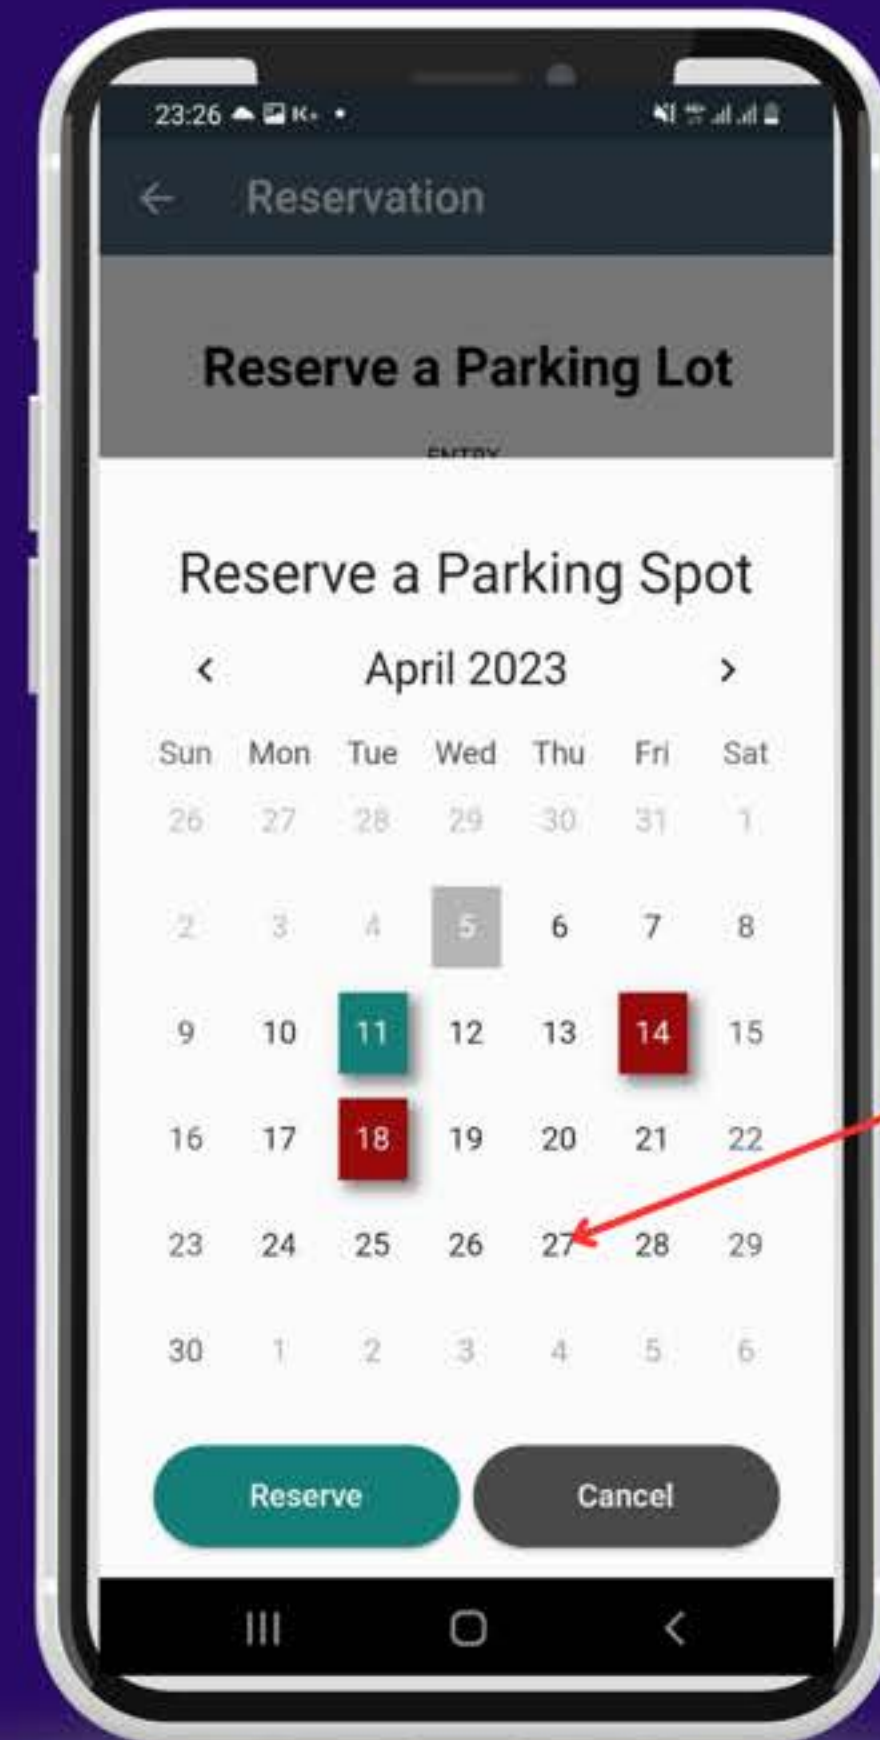 23:26 K+
Reservation
Reserve a Parking Lot
ENTRY
Reserve a Parking Spot
April 2023
Sun Mon Tue Wed Thu Fri Sat
26 27 28 29 30 31 1
2 3 4 5 6 7 8
9 10 11 12 13 14 15
16 17 18 19 20 21 22
23 24 25 26 27 28 29
30 1 2 3 4 5 6
Reserve Cancel